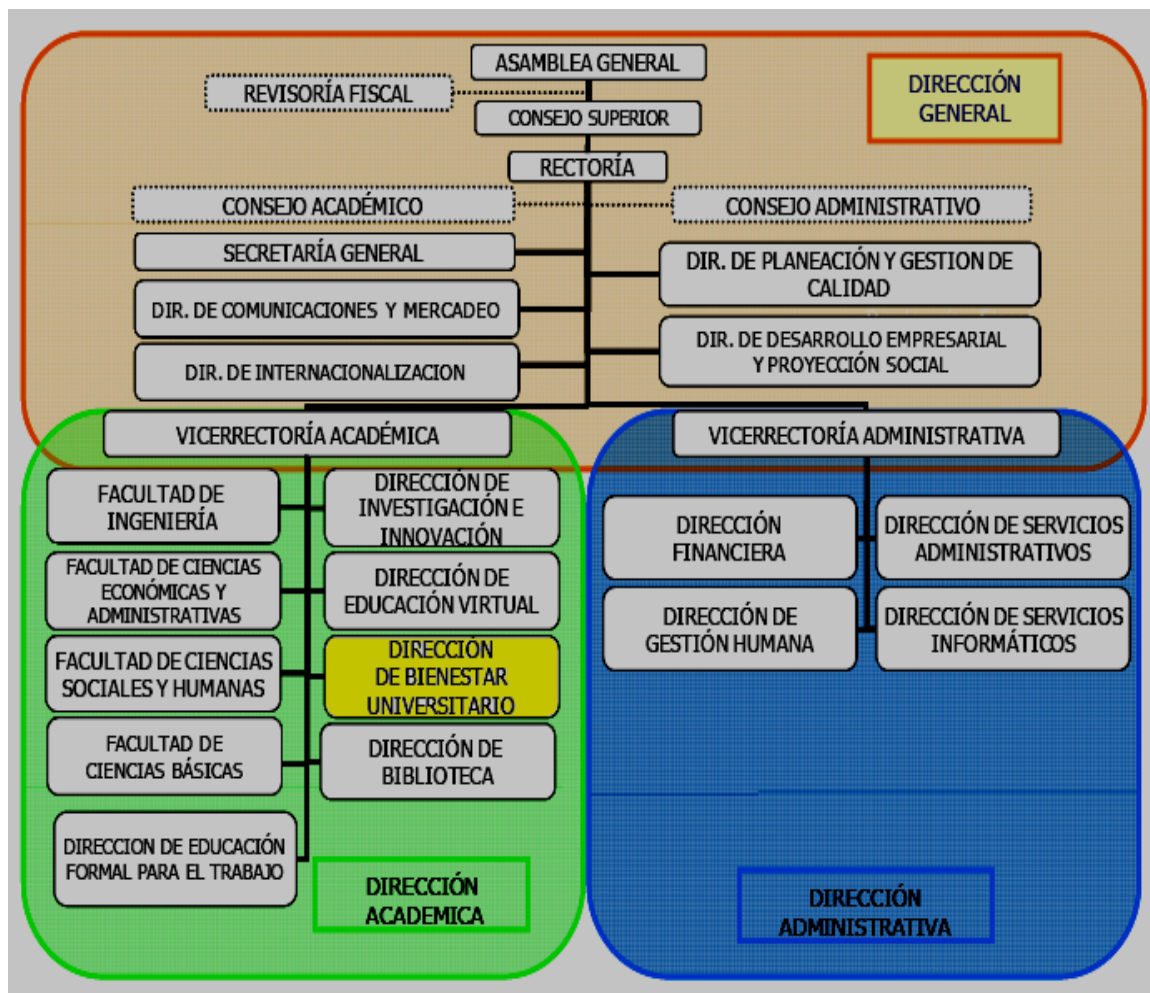 ASAMBLEA GENERAL
REVISORÍA FISCAL
DIRECCIÓN
GENERAL
CONSEJO SUPERIOR
RECTORÍA
CONSEJO ACADÉMICO
CONSEJO ADMINISTRATIVO
SECRETARÍA GENERAL
DIR. DE PLANEACIÓN Y GESTION DE
CALIDAD
DIR. DE COMUNICACIONES Y MERCADEO
DIR. DE DESARROLLO EMPRESARIAL
Y PROYECCIÓN SOCIAL
DIR. DE INTERNACIONALIZACION
VICERRECTORÍA ACADÉMICA
VICERRECTORÍA ADMINISTRATIVA
FACULTAD DE
INGENIERÍA
DIRECCIÓN DE
INVESTIGACIÓN E
INNOVACIÓN
FACULTAD DE CIENCIAS
ECONÓMICAS Y
ADMINISTRATIVAS
DIRECCIÓN DE
EDUCACIÓN VIRTUAL
FACULTAD DE CIENCIAS
SOCIALES Y HUMANAS
DIRECCIÓN
DE BIENESTAR
UNIVERSITARIO
FACULTAD DE
CIENCIAS BÁSICAS
DIRECCIÓN DE
BIBLIOTECA
DIRECCION DE EDUCACIÓN
FORMAL PARA EL TRABAJO
DIRECCIÓN
ACADEMICA
DIRECCIÓN
FINANCIERA
DIRECCIÓN DE SERVICIOS
ADMINISTRATIVOS
DIRECCIÓN DE
GESTIÓN HUMANA
DIRECCIÓN DE SERVICIOS
INFORMÁTICOS
DIRECCIÓN
ADMINISTRATIVA